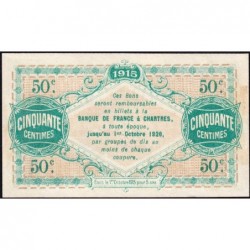 1915
50c.
50c.
Ces Bons
seront remboursables
en billets à la
BANQUE DE FRANCE à CHARTRES,
à toute époque,
jusqu'au 1er Octobre 1926,
par groupes de dix au
moins de chaque
coupure.
CINQUANTE
CENTIMES
CINQUANTE
CENTIMES
50c.
50c.